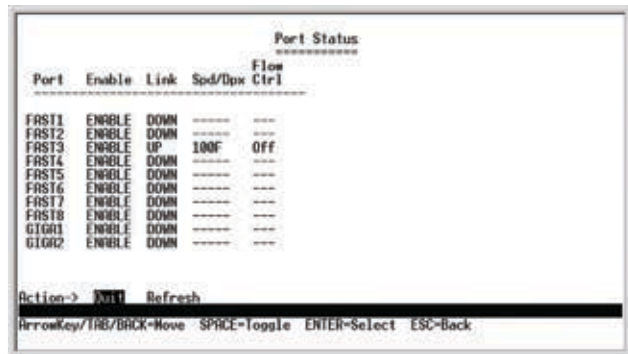 Port Status
===========
Flow
Port Enable Link Spd/Dpx Ctrl
-----------------------------------
FAST1 ENABLE DOWN ----- ---
FAST2 ENABLE DOWN ----- ---
FAST3 ENABLE UP 100F Off
FAST4 ENABLE DOWN ----- ---
FAST5 ENABLE DOWN ----- ---
FAST6 ENABLE DOWN ----- ---
FAST7 ENABLE DOWN ----- ---
FAST8 ENABLE DOWN ----- ---
GIGA1 ENABLE DOWN ----- ---
GIGA2 ENABLE DOWN ----- ---
Action-> Quit Refresh
ArrowKey/TAB/BACK=Move SPACE=Toggle ENTER=Select ESC=Back